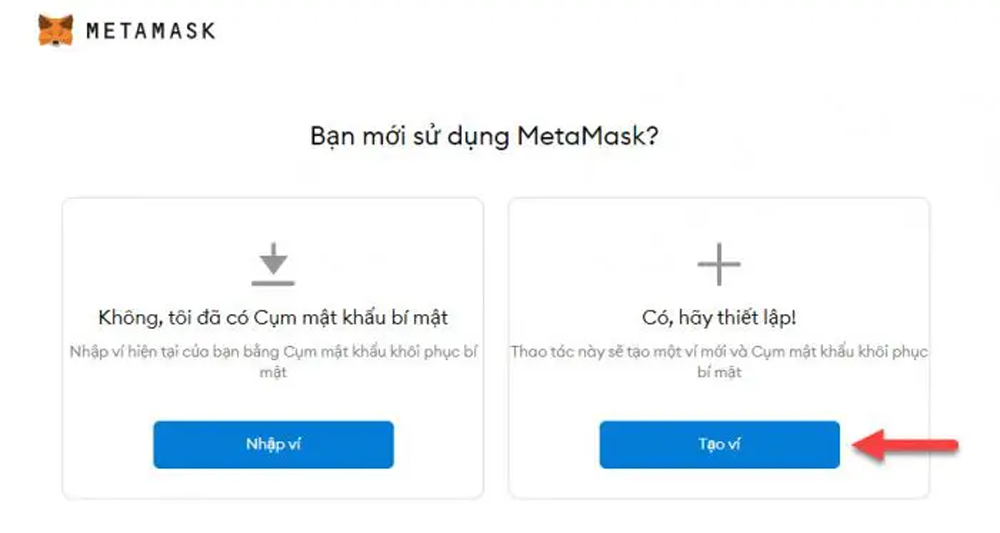 METAMASK
Bạn mới sử dụng MetaMask?
Không, tôi đã có Cụm mật khẩu bí mật
Nhập ví hiện tại của bạn bằng Cụm mật khẩu khôi phục bí
mật
Nhập ví
Có, hãy thiết lập!
Thao tác này sẽ tạo một ví mới và Cụm mật khẩu khôi phục
bí mật
Tạo ví